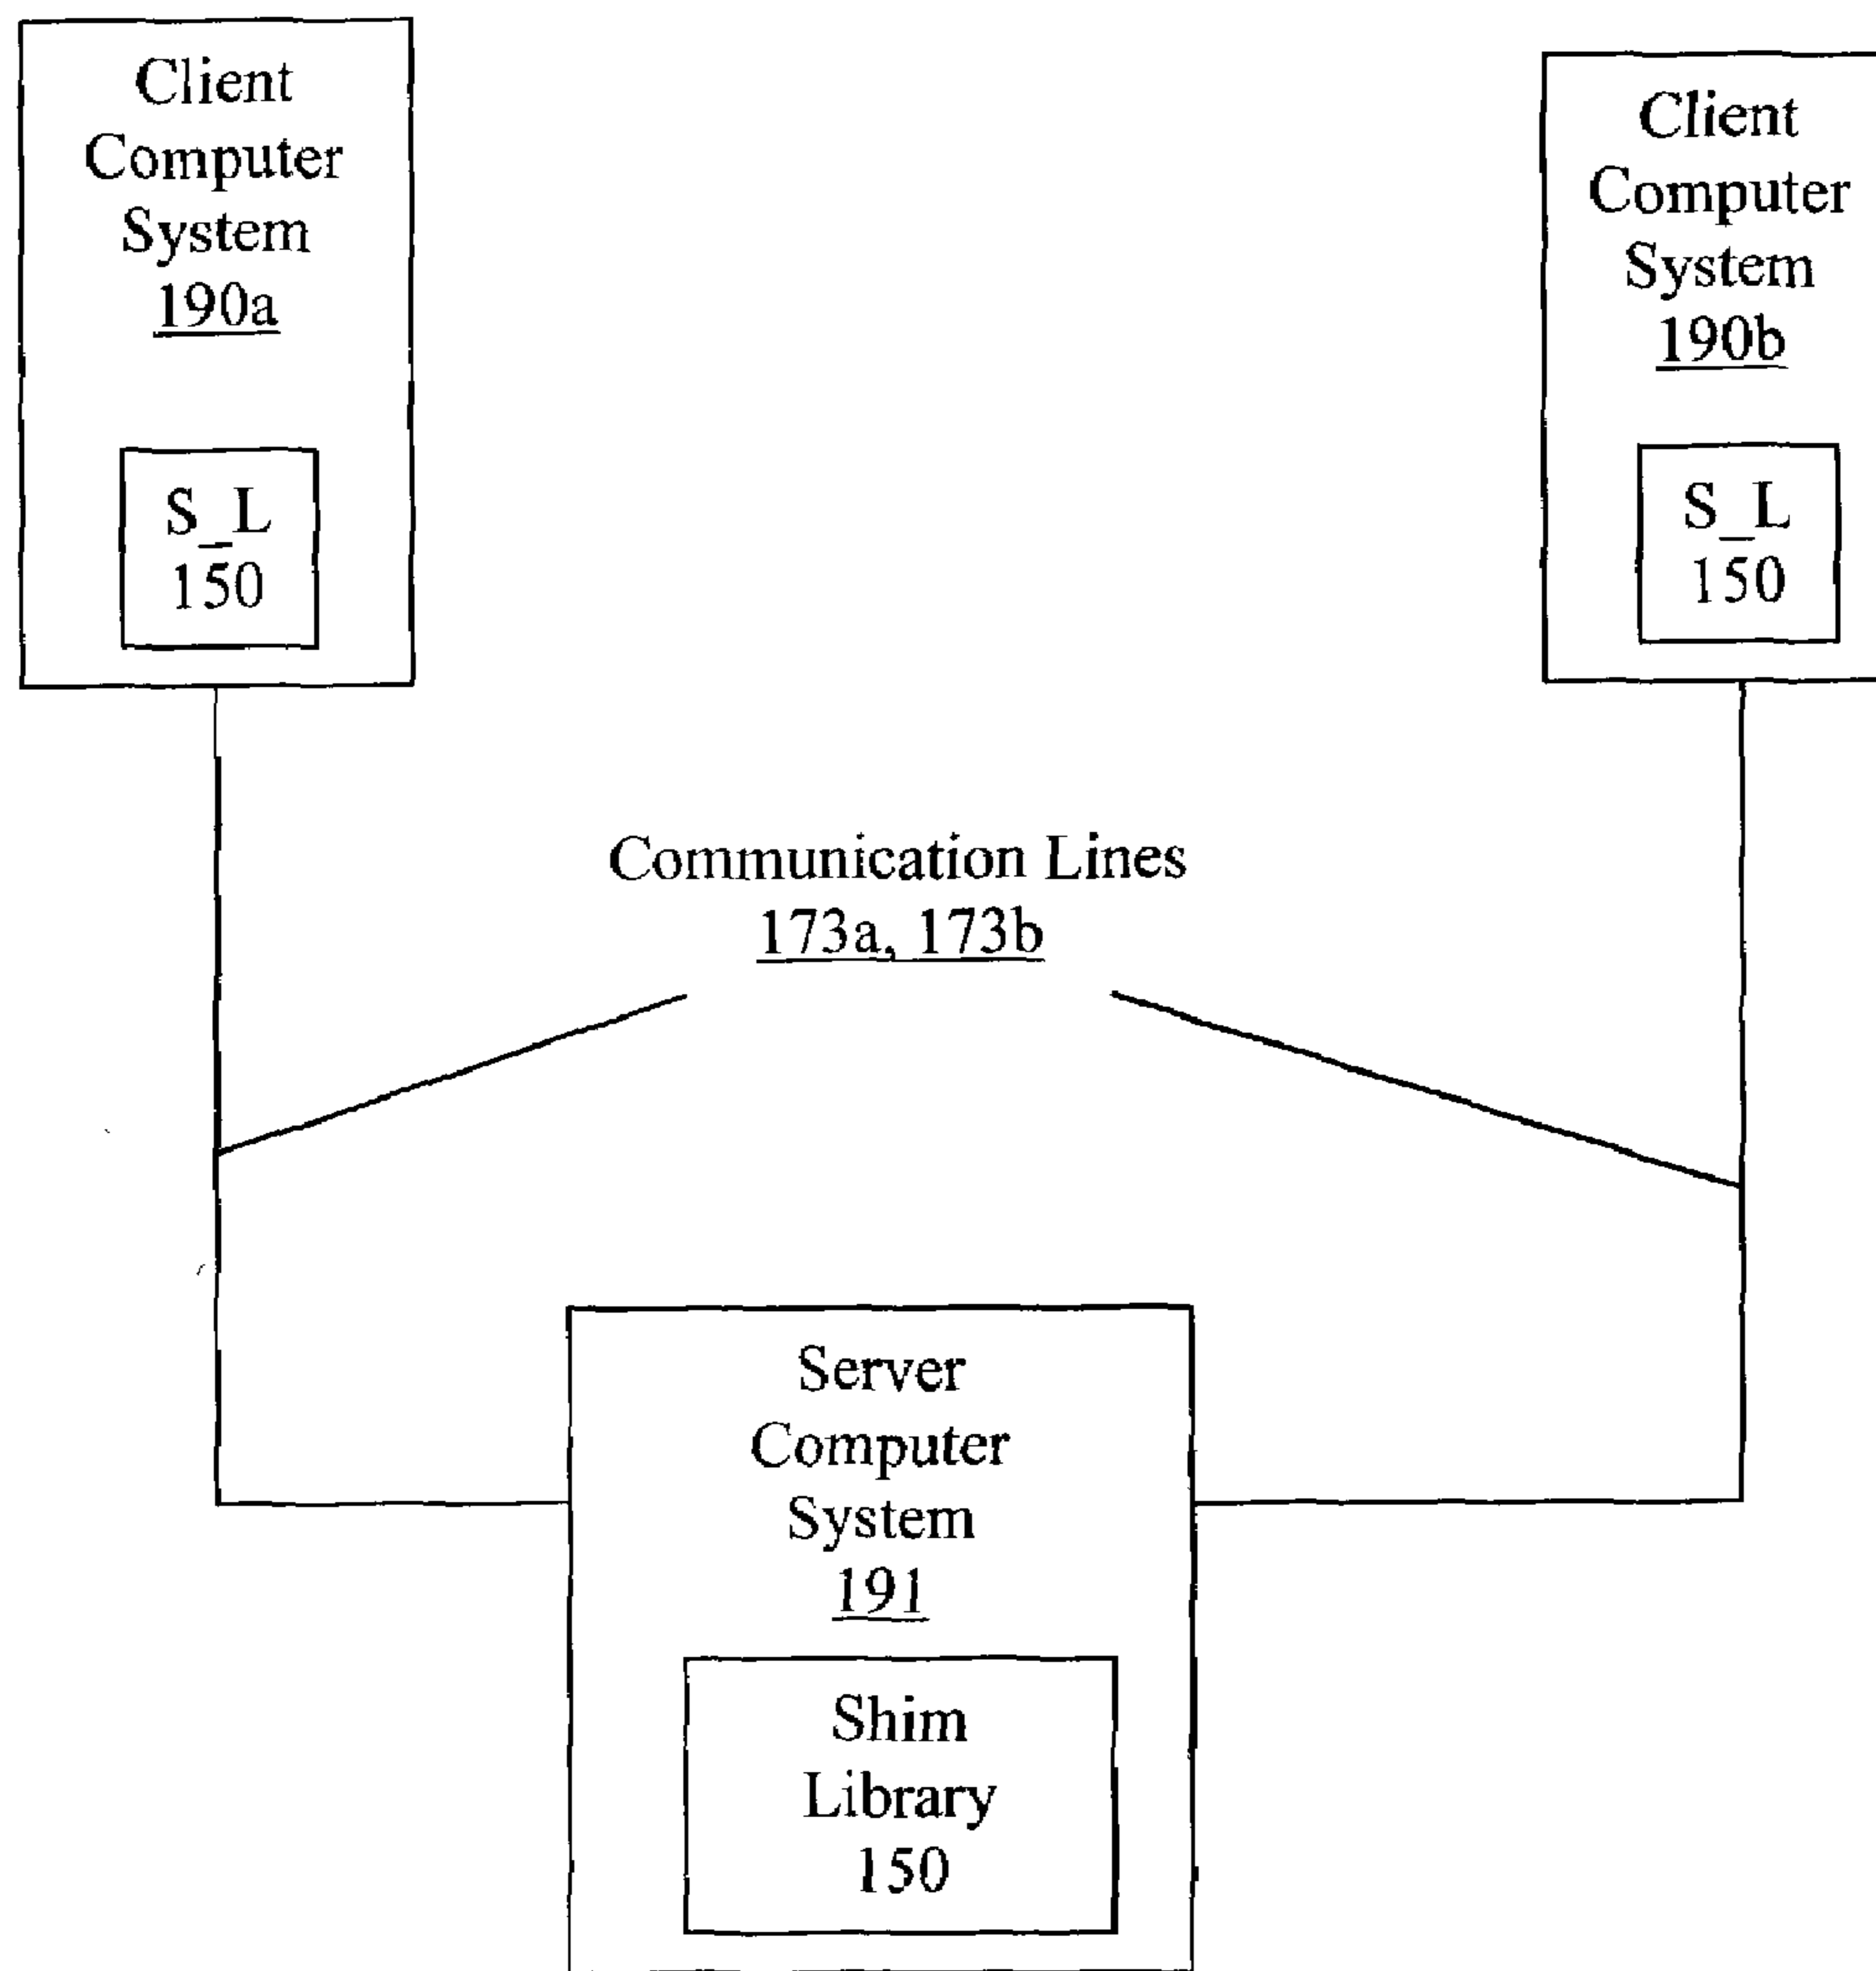 Client
Computer
System
190a
S_L
150
Client
Computer
System
190b
S_L
150
Communication Lines
173a, 173b
Server
Computer
System
191
Shim
Library
150